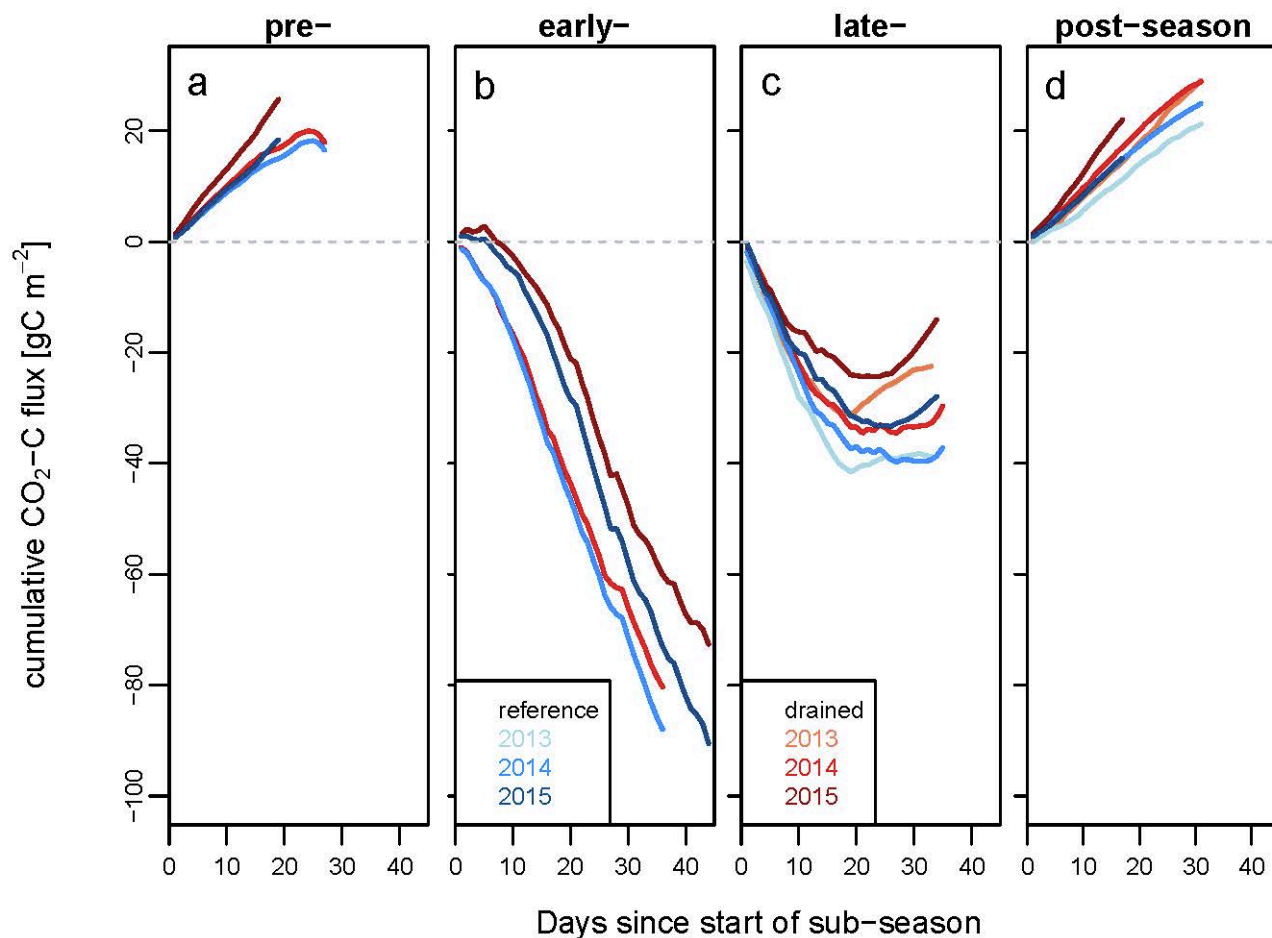 pre− early− late− post−season
a b c d
cumulative CO₂−C flux [gC m⁻²]
20
0
−20
−40
−60
−80
−100
reference
2013
2014
2015
drained
2013
2014
2015
0 10 20 30 40 0 10 20 30 40 0 10 20 30 40 0 10 20 30 40
Days since start of sub−season